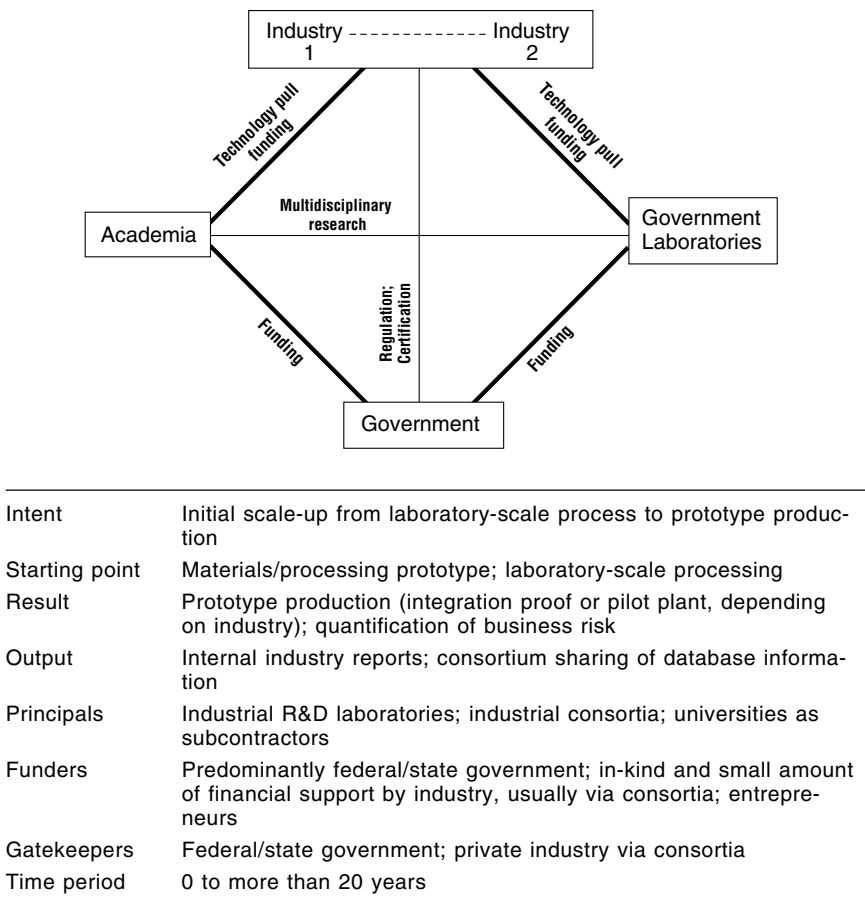 Industry ------------- Industry
1 2
Technology pull
funding
Technology pull
funding
Multidisciplinary
research
Academia
Government
Laboratories
Regulation;
Certification
Funding
Funding
Government
Intent Initial scale-up from laboratory-scale process to prototype produc-
tion
Starting point Materials/processing prototype; laboratory-scale processing
Result Prototype production (integration proof or pilot plant, depending
on industry); quantification of business risk
Output Internal industry reports; consortium sharing of database informa-
tion
Principals Industrial R&D laboratories; industrial consortia; universities as
subcontractors
Funders Predominantly federal/state government; in-kind and small amount
of financial support by industry, usually via consortia; entrepre-
neurs
Gatekeepers Federal/state government; private industry via consortia
Time period 0 to more than 20 years